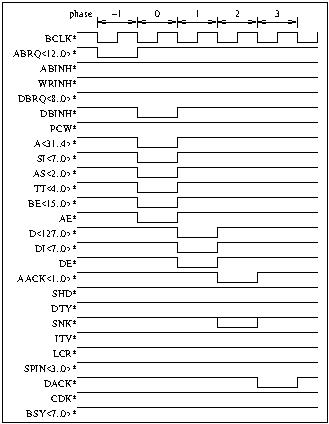 phase -1 0 1 2 3
BCLK*
ABRQ<12..0>*
ABINH*
WRINH*
DBRQ<8..0>*
DBINH*
PCW*
A<31..4>*
SI<7..0>*
AS<2..0>*
TT<4..0>*
BE<15..0>*
AE*
D<127..0>*
DI<7..0>*
DE*
AACK<1..0>*
SHD*
DTY*
SNK*
ITV*
LCR*
SPIN<3..0>*
DACK*
CDK*
BSY<7..0>*